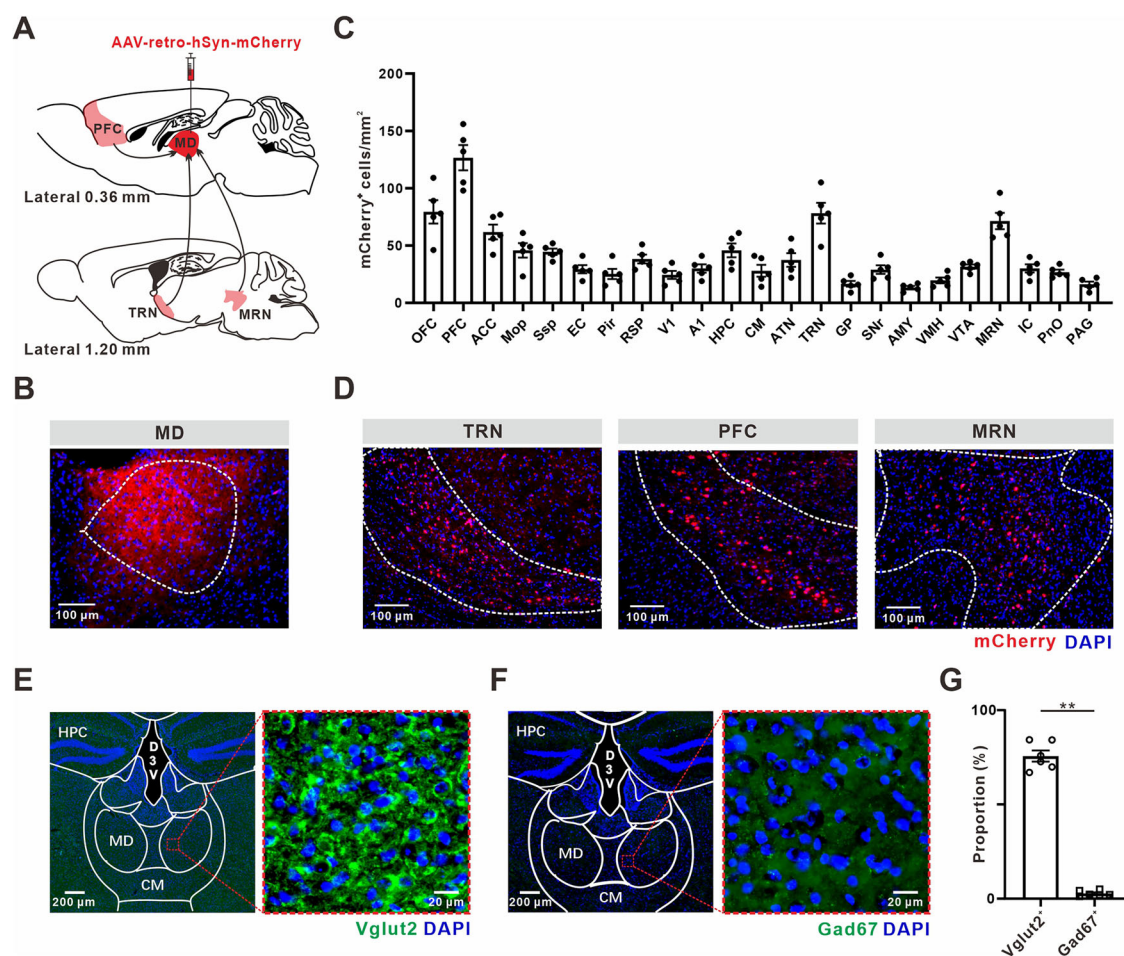 A
AAV-retro-hSyn-mCherry
PFC
MD
Lateral 0.36 mm
TRN
MRN
Lateral 1.20 mm
C
mCherry⁺ cells/mm²
200
150
100
50
0
OFC
PFC
ACC
Mop
Ssp
EC
Pir
RSP
V1
A1
HPC
CM
ATN
TRN
GP
SNr
AMY
VMH
VTA
MRN
IC
PnO
PAG
B
MD
100 µm
D
TRN
PFC
MRN
100 µm
100 µm
100 µm
mCherry DAPI
E
HPC
D3V
MD
CM
200 µm
20 µm
Vglut2 DAPI
F
HPC
D3V
MD
CM
200 µm
20 µm
Gad67 DAPI
G
**
Proportion (%)
100
0
Vglut2⁺
Gad67⁺